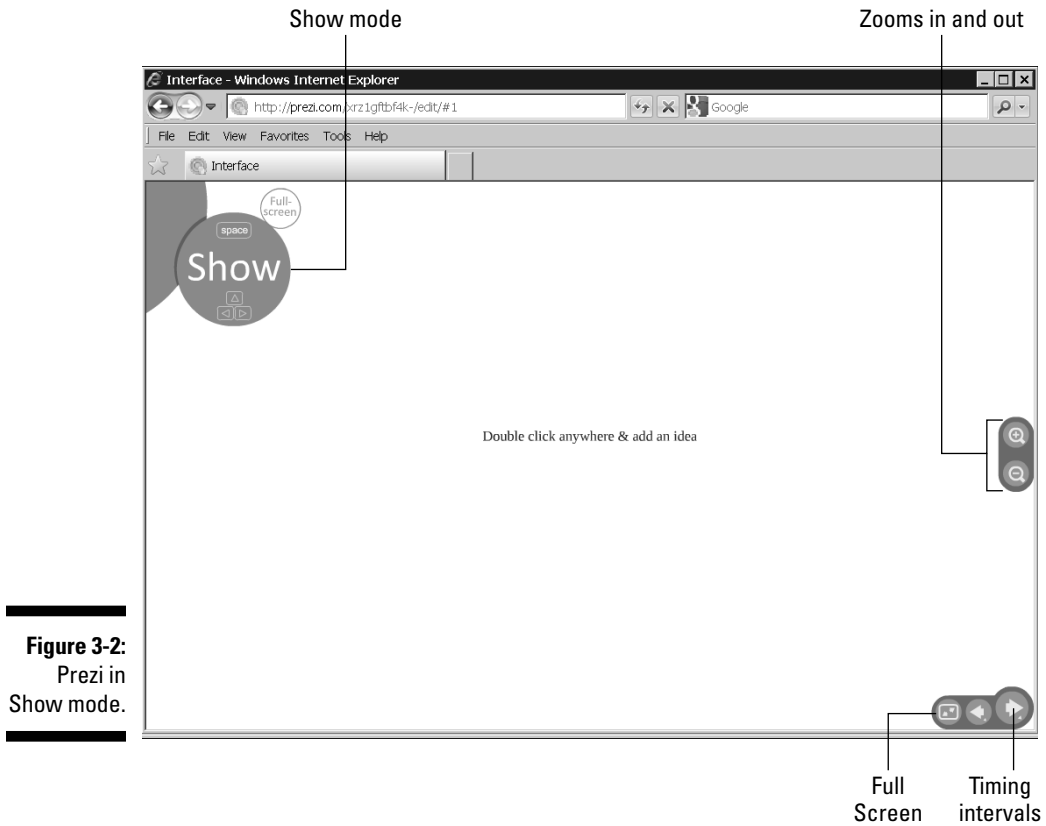 Show mode
Zooms in and out
Interface - Windows Internet Explorer
http://prezi.com/xrz1gftbf4k-/edit/#1
Google
File Edit View Favorites Tools Help
Interface
Full-
screen
space
Show
Double click anywhere & add an idea
Figure 3-2:
Prezi in
Show mode.
Full
Screen
Timing
intervals